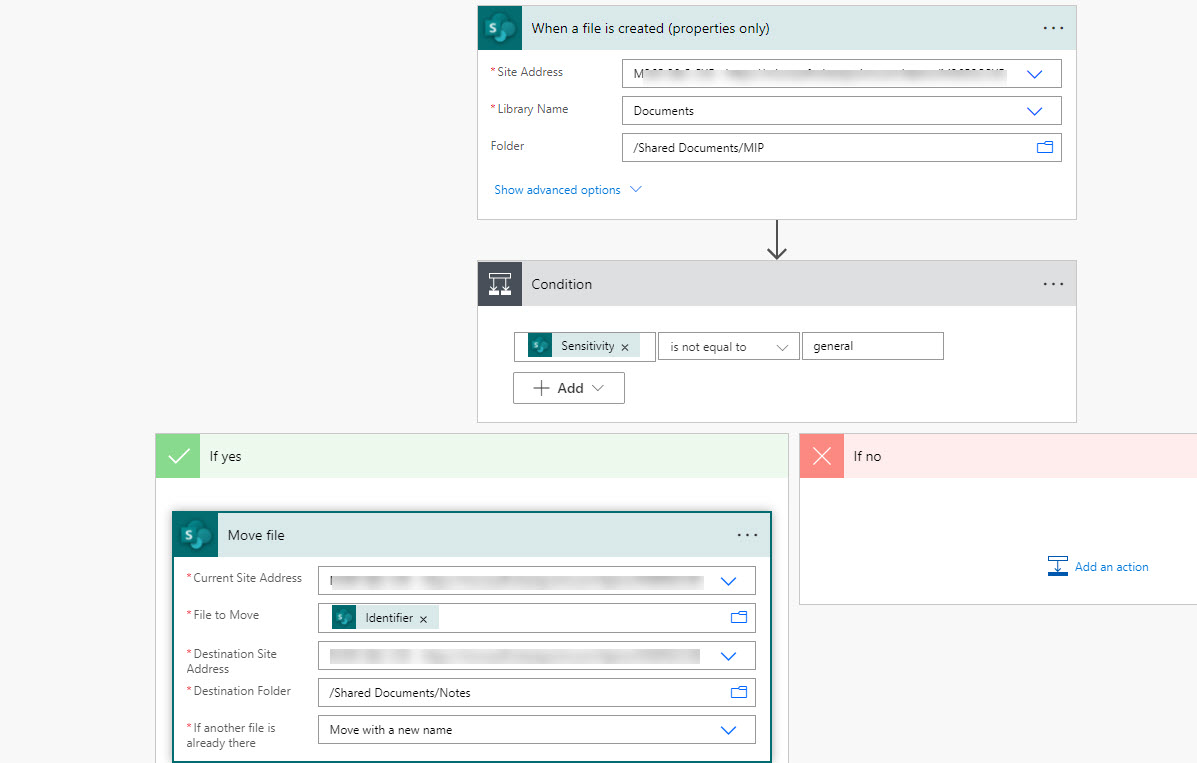 When a file is created (properties only)
*Site Address
*Library Name Documents
Folder /Shared Documents/MIP
Show advanced options
Condition
Sensitivity × is not equal to general
Add
If yes
If no
Move file
*Current Site Address
*File to Move Identifier ×
*Destination Site
Address
*Destination Folder /Shared Documents/Notes
*If another file is
already there Move with a new name
Add an action